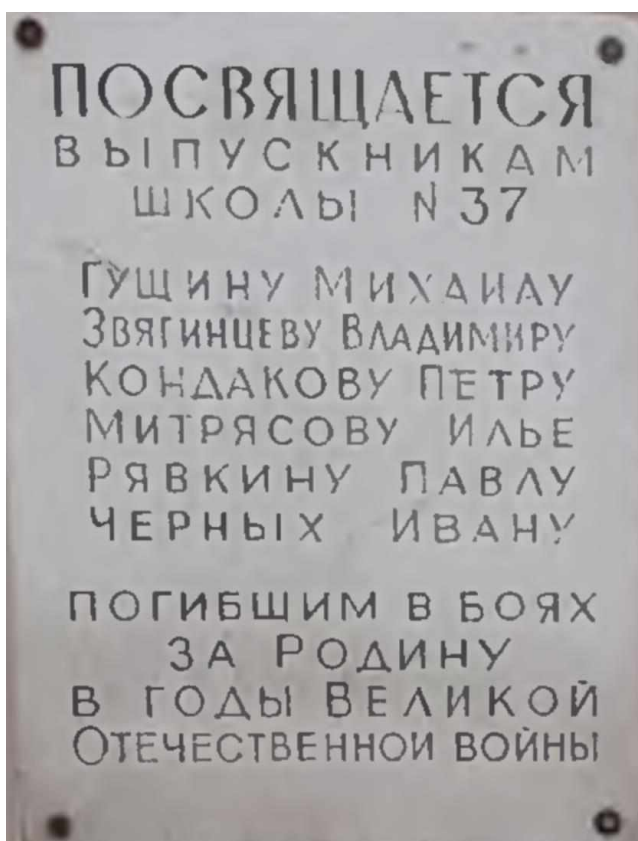 ПОСВЯЩАЕТСЯ
ВЫПУСКНИКАМ
ШКОЛЫ N 37
ГУЩИНУ МИХАИЛУ
ЗВЯГИНЦЕВУ ВЛАДИМИРУ
КОНДАКОВУ ПЕТРУ
МИТРЯСОВУ ИЛЬЕ
РЯВКИНУ ПАВЛУ
ЧЕРНЫХ ИВАНУ
ПОГИБШИМ В БОЯХ
ЗА РОДИНУ
В ГОДЫ ВЕЛИКОЙ
ОТЕЧЕСТВЕННОЙ ВОЙНЫ